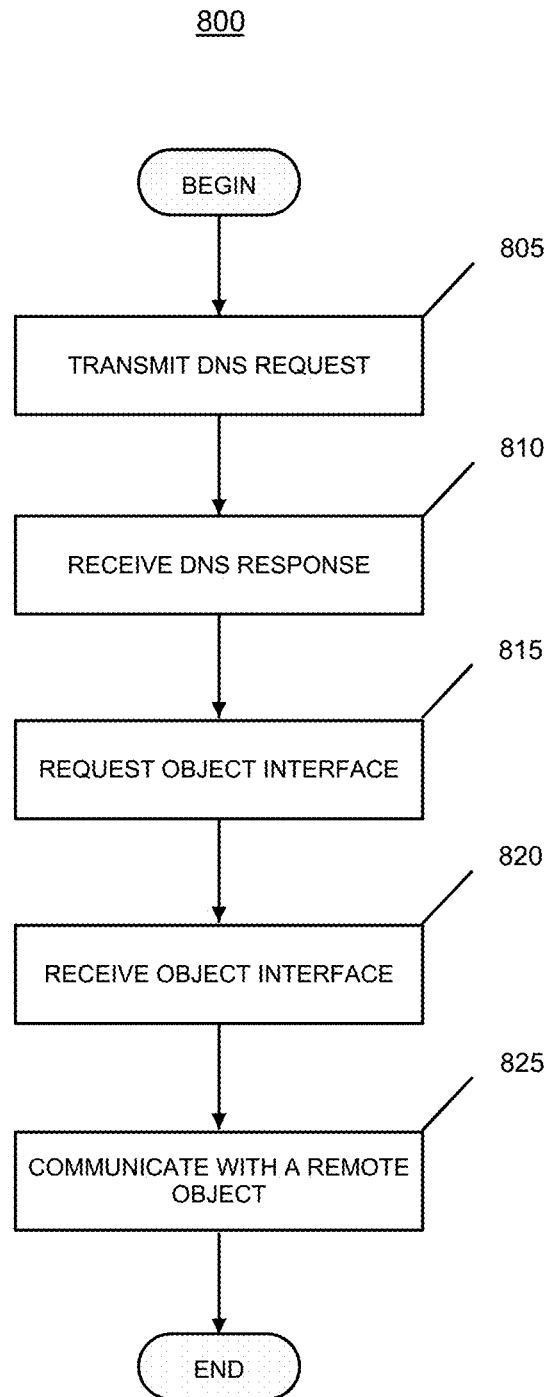 800
BEGIN
805
TRANSMIT DNS REQUEST
810
RECEIVE DNS RESPONSE
815
REQUEST OBJECT INTERFACE
820
RECEIVE OBJECT INTERFACE
825
COMMUNICATE WITH A REMOTE
OBJECT
END